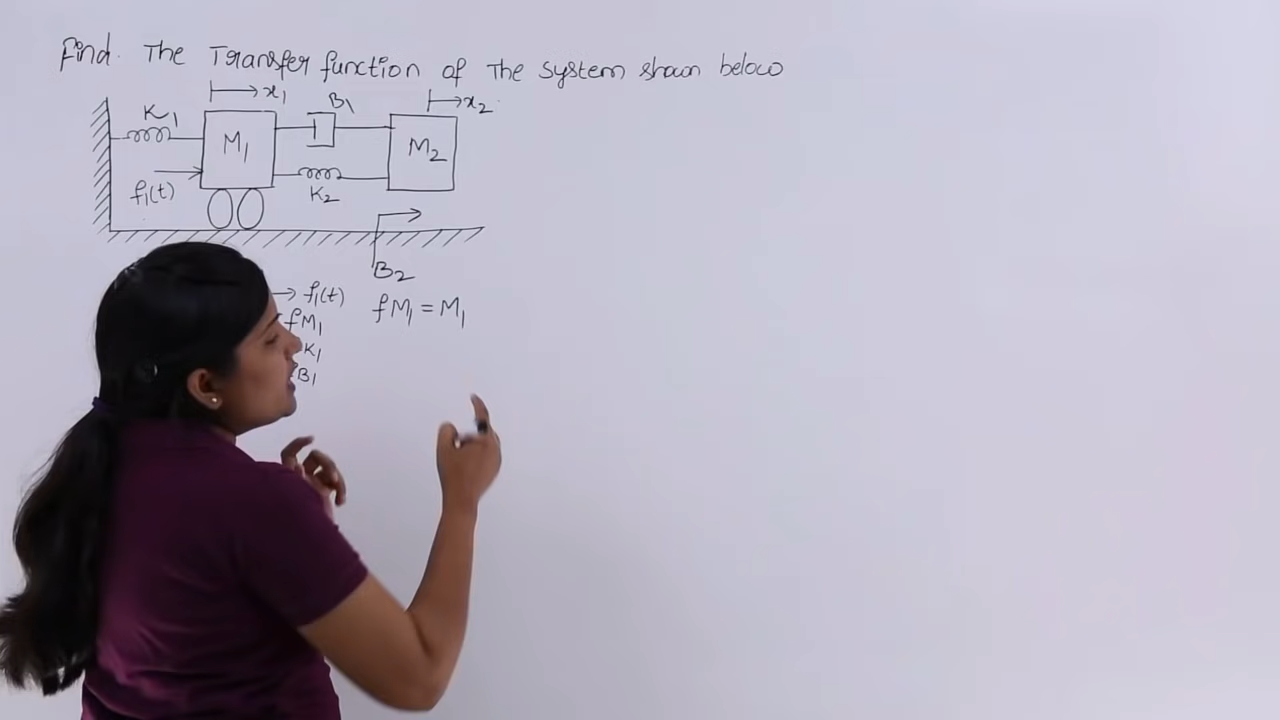 Find. The Transfer function of The system shown below
x1
B1
x2
K1
M1
M2
f1(t)
K2
B2
f1(t)
fM1
fM1 = M1
K1
fB1